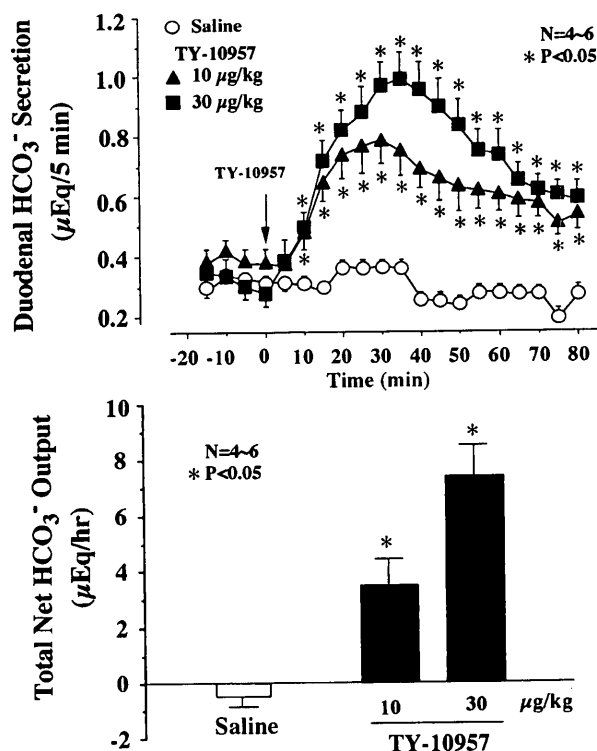 Duodenal HCO₃⁻ Secretion
(µEq/5 min)
1.2
1.0
0.8
0.6
0.4
0.2
Saline
TY-10957
10 µg/kg
30 µg/kg
N=4~6
* P<0.05
TY-10957
* * * * * * * * * * * * * * *
* * * * * * * * * * * * * * *
-20 -10 0 10 20 30 40 50 60 70 80
Time (min)
Total Net HCO₃⁻ Output
(µEq/hr)
10
8
6
4
2
0
-2
N=4~6
* P<0.05
*
*
Saline
10 30 µg/kg
TY-10957